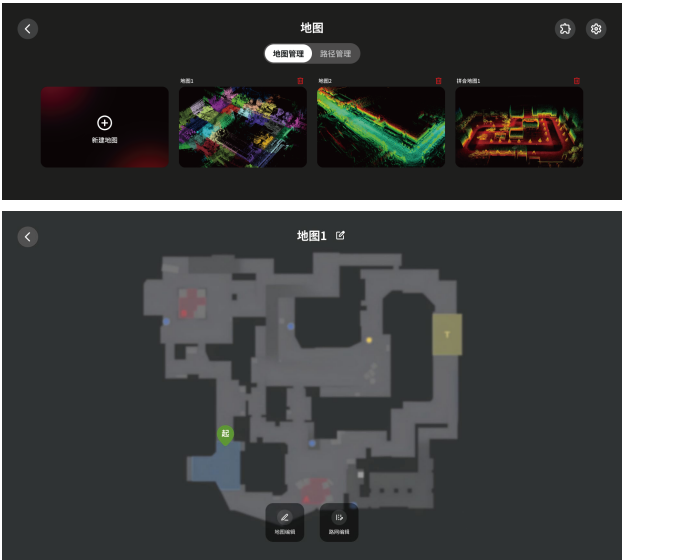 地图
地图管理 路径管理
地图1 地图2 拼合地图1
新建地图
地图1
T
起
地图编辑 路网编辑